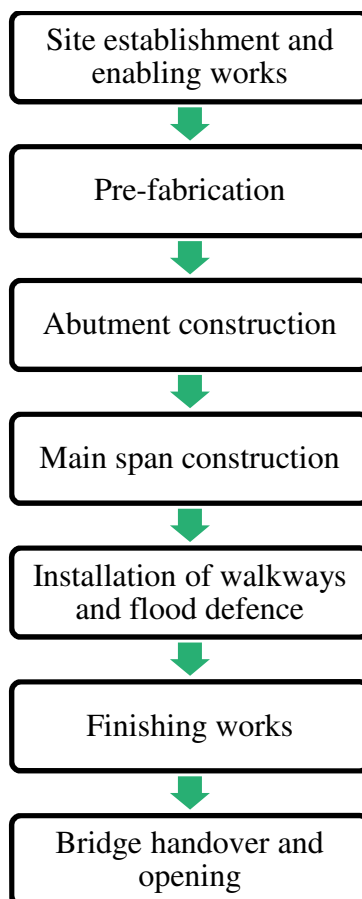 Site establishment and
enabling works
Pre-fabrication
Abutment construction
Main span construction
Installation of walkways
and flood defence
Finishing works
Bridge handover and
opening